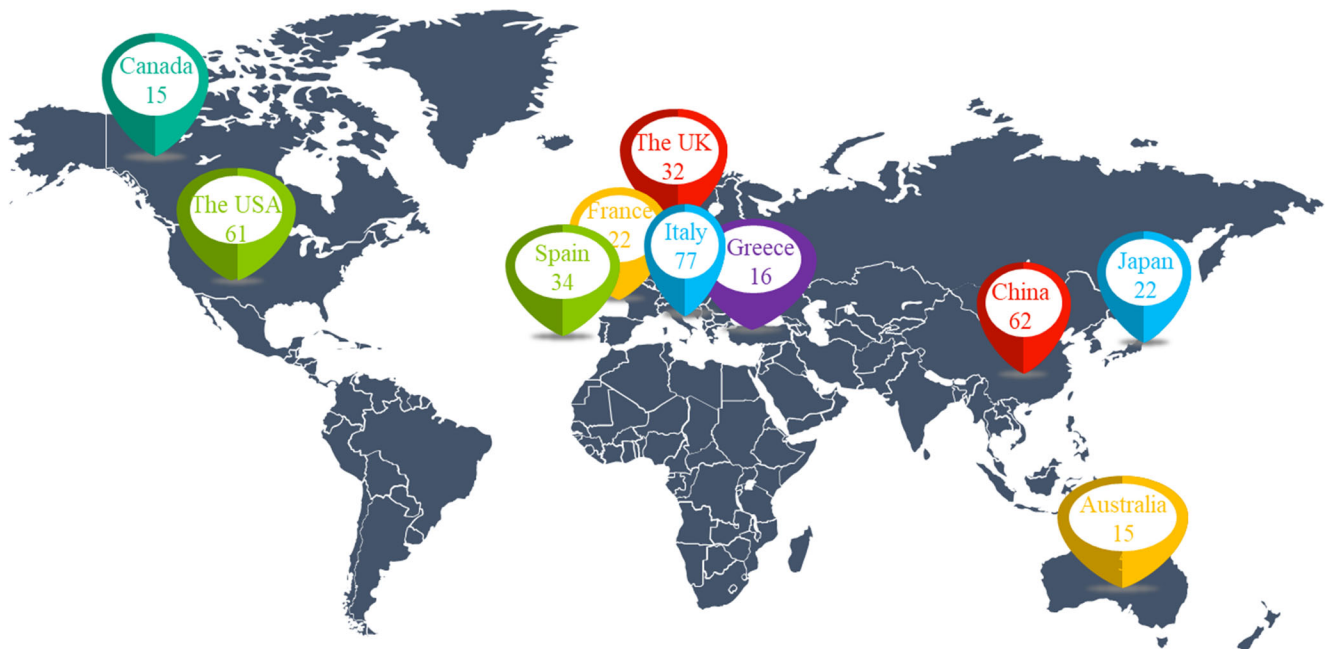 Canada
15
The USA
61
The UK
32
France
22
Spain
34
Italy
77
Greece
16
China
62
Japan
22
Australia
15